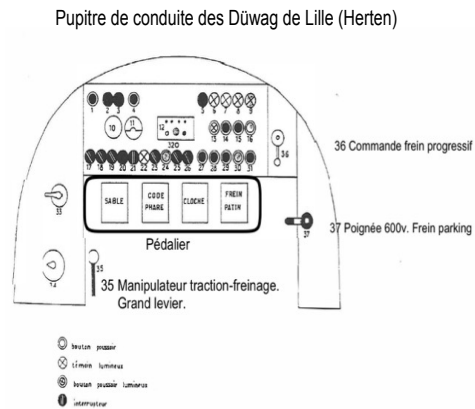 Pupitre de conduite des Düwag de Lille (Herten)
1 2 3 4 5 6 7 8 9
10 11 12 13 14 15 16
320
17 18 19 20 21 22 23 24 25 26 27 28 29 30 31
36
36 Commande frein progressif
SABLE
CODE PHARE
CLOCHE
FREIN PATIN
33
37
37 Poignée 600v. Frein parking
Pédalier
35
35 Manipulateur traction-freinage.
Grand levier.
bouton poussoir
témoin lumineux
bouton poussoir lumineux
interrupteur